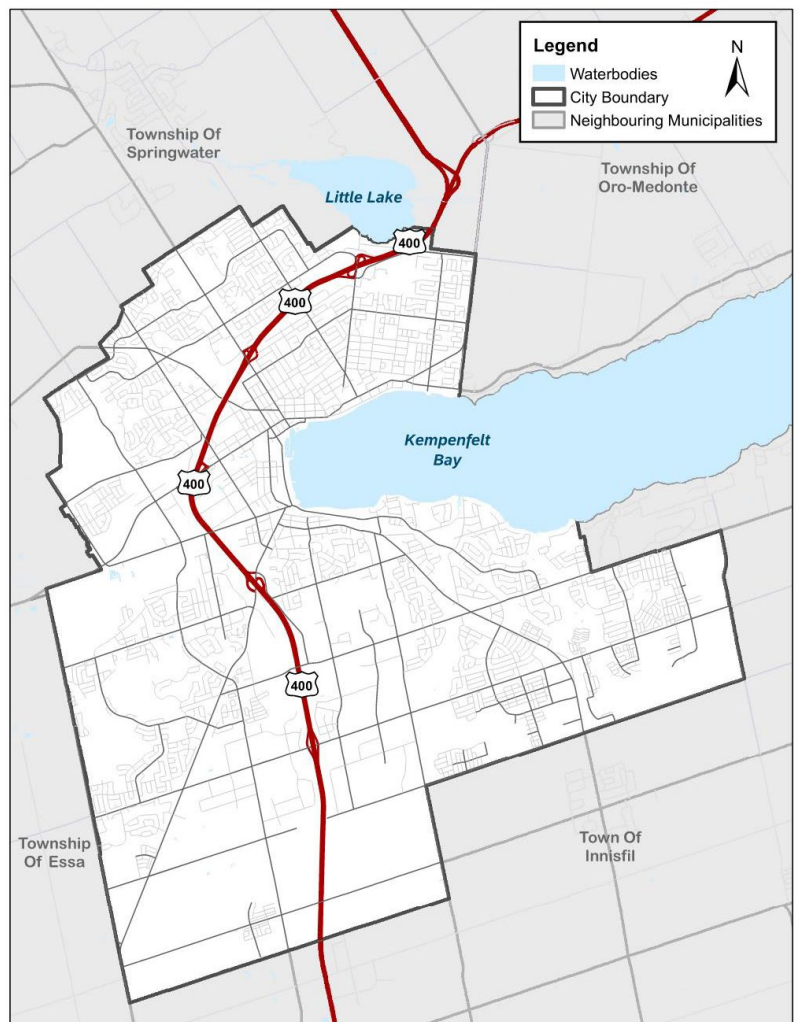 Legend
N
Waterbodies
City Boundary
Neighbouring Municipalities
Township Of
Springwater
Township Of
Oro-Medonte
Little Lake
400
400
Kempenfelt
Bay
400
400
Township
Of Essa
Town Of
Innisfil